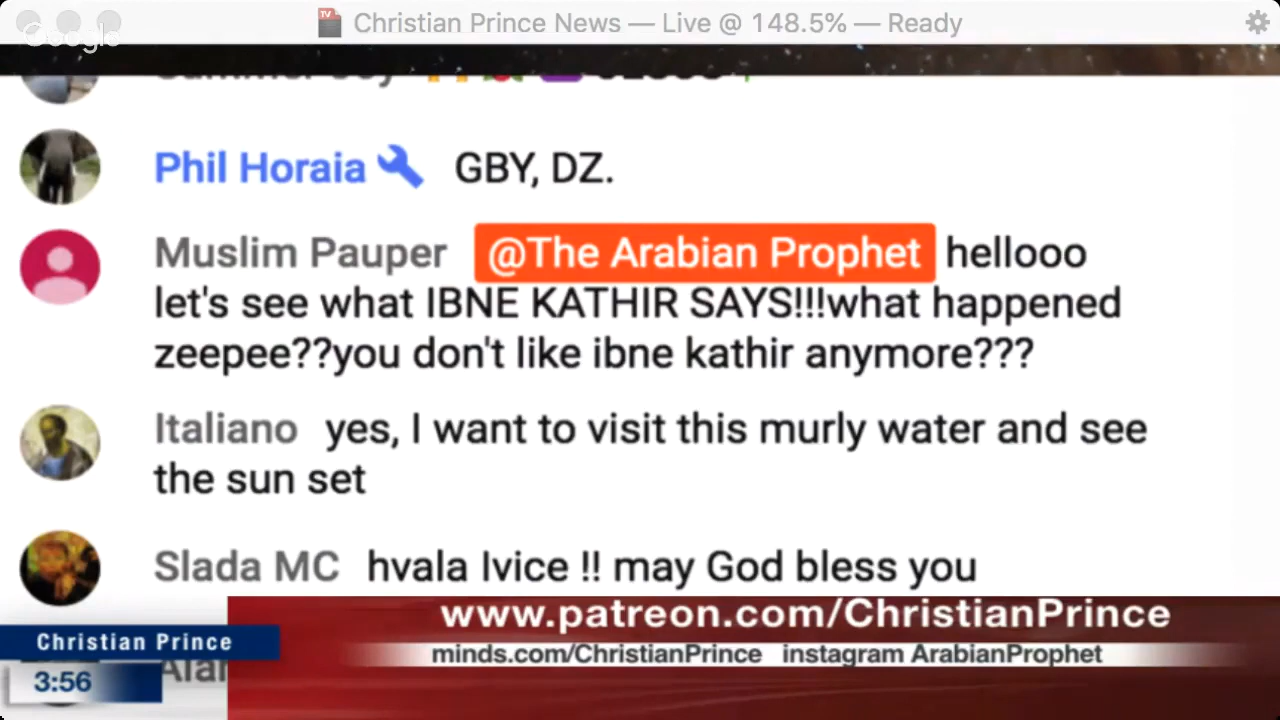 Christian Prince News — Live @ 148.5% — Ready
Google
Phil Horaia GBY, DZ.
Muslim Pauper @The Arabian Prophet hellooo
let's see what IBNE KATHIR SAYS!!!what happened
zeepee??you don't like ibne kathir anymore???
Italiano yes, I want to visit this murly water and see
the sun set
Slada MC hvala Ivice !! may God bless you
www.patreon.com/ChristianPrince
Christian Prince
minds.com/ChristianPrince instagram ArabianProphet
3:56